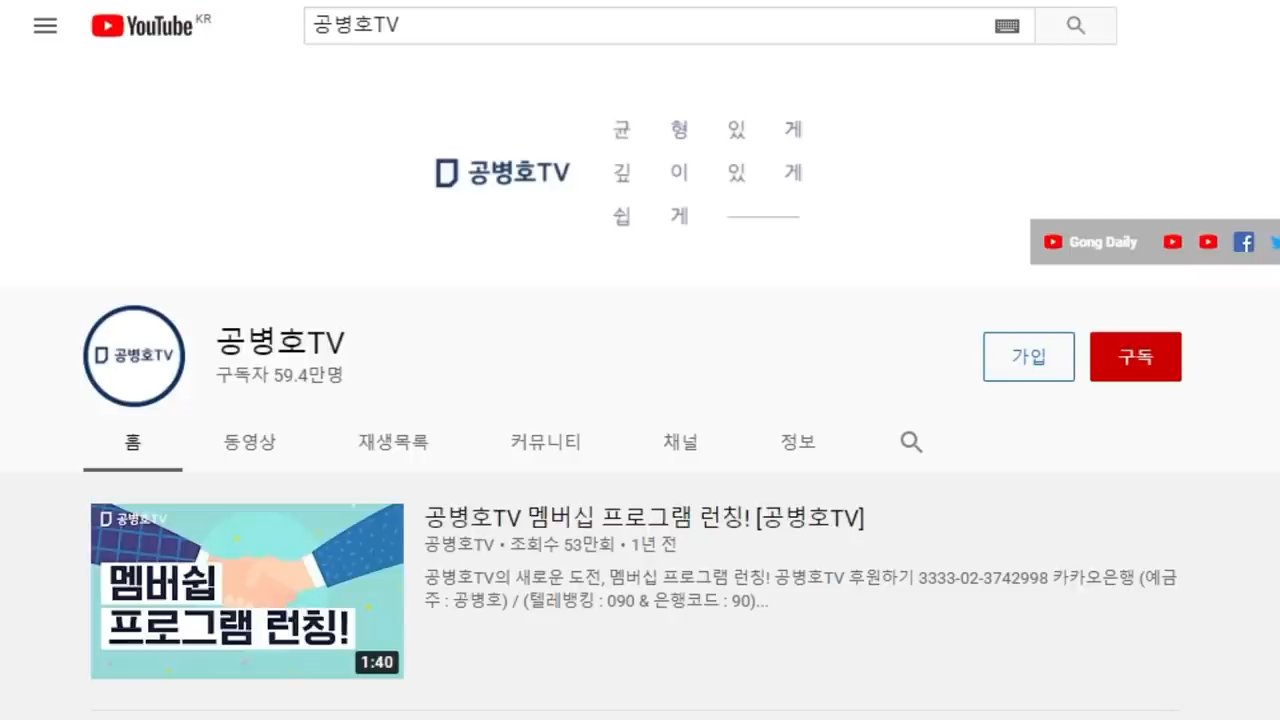 YouTube KR
공병호TV
균 형 있 게
공병호TV
깊 이 있 게
쉽 게
Gong Daily
공병호TV
공병호TV
구독자 59.4만명
가입
구독
홈 동영상 재생목록 커뮤니티 채널 정보
공병호TV
멤버쉽
프로그램 런칭!
1:40
공병호TV 멤버십 프로그램 런칭! [공병호TV]
공병호TV • 조회수 53만회 • 1년 전
공병호TV의 새로운 도전, 멤버십 프로그램 런칭! 공병호TV 후원하기 3333-02-3742998 카카오은행 (예금
주 : 공병호) / (텔레뱅킹 : 090 & 은행코드 : 90)...